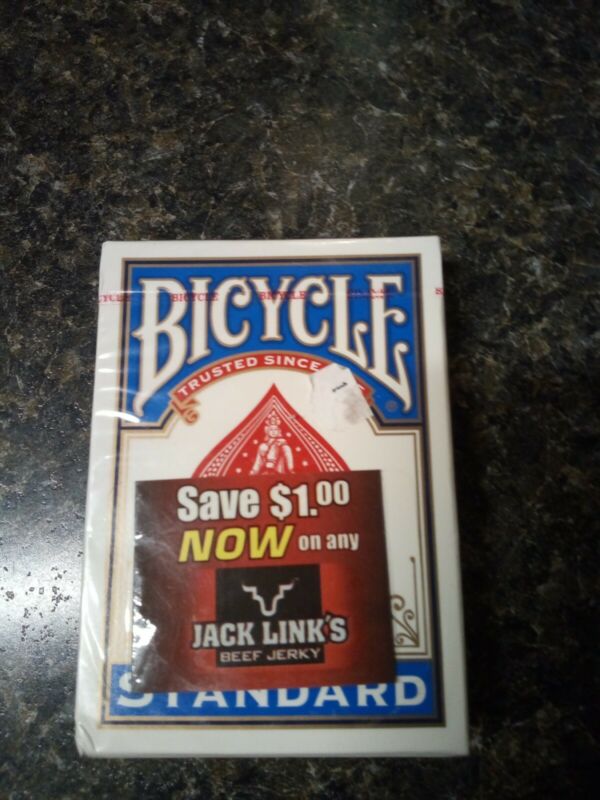 BICYCLE BICYCLE
BICYCLE
®
TRUSTED SINCE
Save $1.00
NOW on any
JACK LINK'S
BEEF JERKY
STANDARD